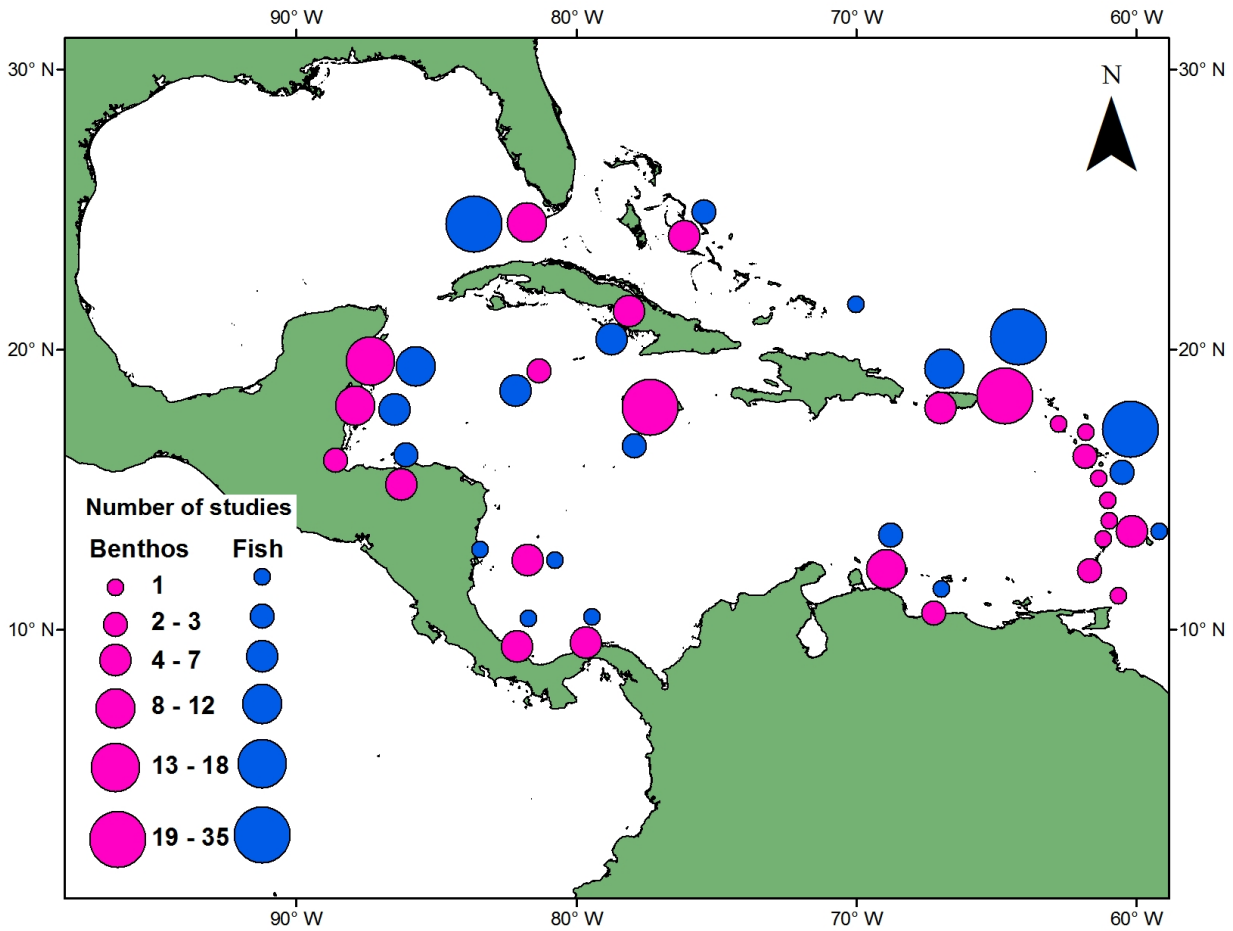 90° W 80° W 70° W 60° W
30° N 30° N
N
20° N 20° N
10° N 10° N
Number of studies
Benthos Fish
1
2 - 3
4 - 7
8 - 12
13 - 18
19 - 35
90° W 80° W 70° W 60° W